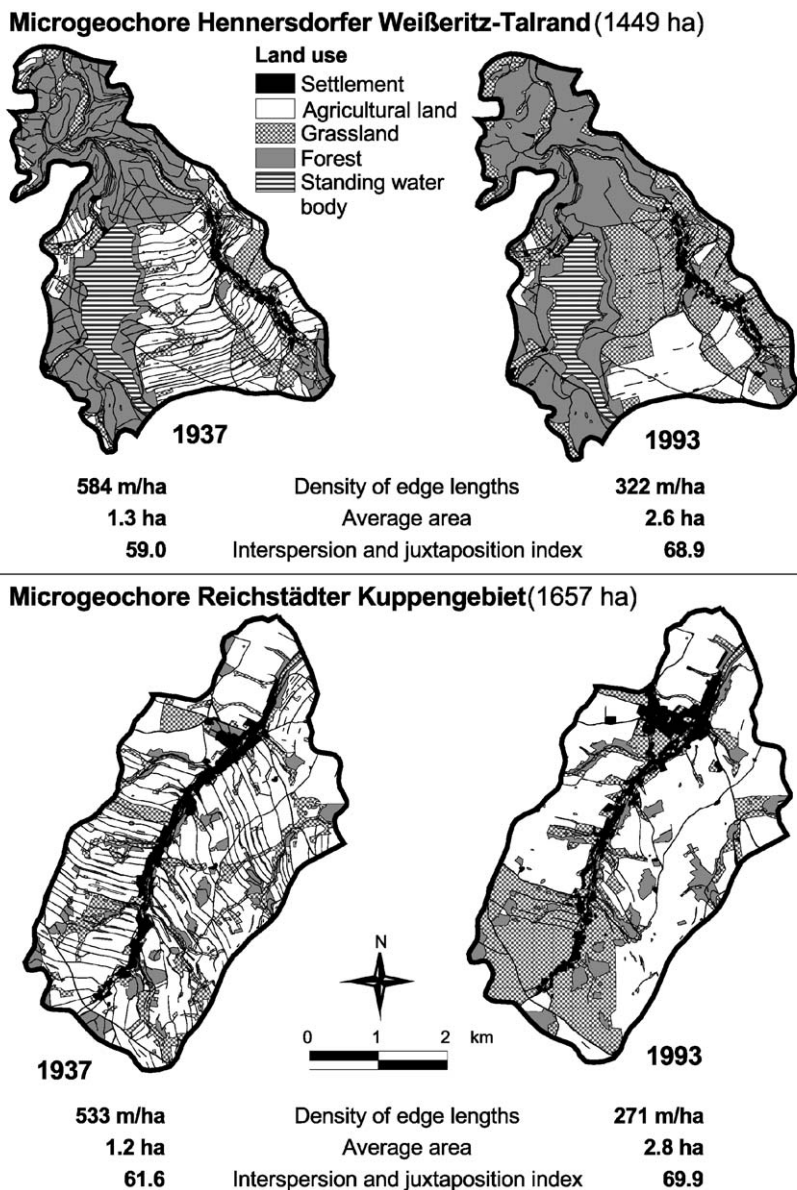 Microgeochore Hennersdorfer Weißeritz-Talrand (1449 ha)
Land use
Settlement
Agricultural land
Grassland
Forest
Standing water
body
1937
1993
584 m/ha Density of edge lengths 322 m/ha
1.3 ha Average area 2.6 ha
59.0 Interspersion and juxtaposition index 68.9
Microgeochore Reichstädter Kuppengebiet (1657 ha)
N
0 1 2 km
1937
1993
533 m/ha Density of edge lengths 271 m/ha
1.2 ha Average area 2.8 ha
61.6 Interspersion and juxtaposition index 69.9